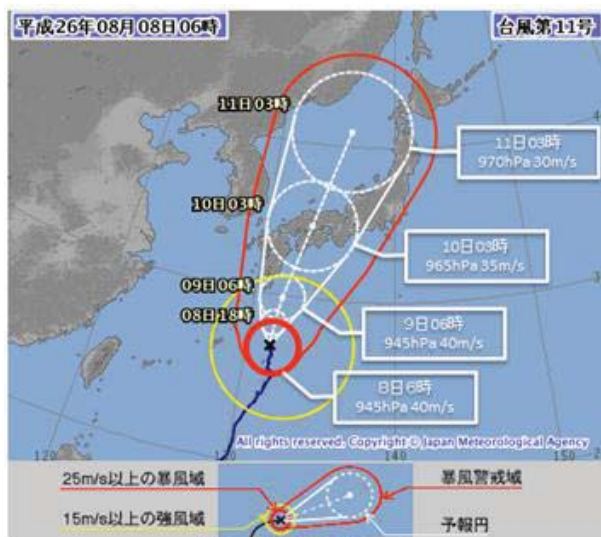 平成26年08月08日06時
台風第11号
11日03時
11日03時
970hPa 30m/s
10日03時
10日03時
965hPa 35m/s
09日06時
08日18時
9日06時
945hPa 40m/s
8日6時
945hPa 40m/s
All rights reserved. Copyright © Japan Meteorological Agency
120
130
140
150
4
25m/s以上の暴風域
暴風警戒域
15m/s以上の強風域
予報円